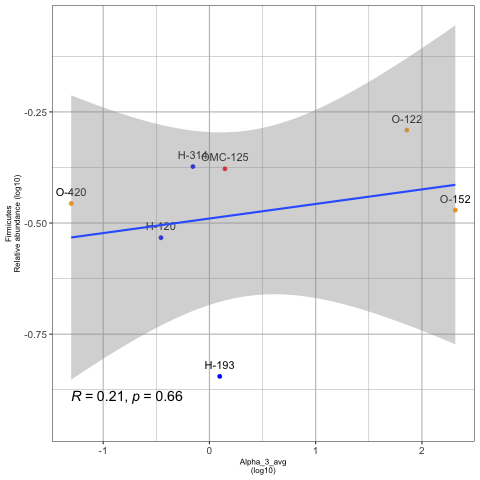 O-122
-0.25
H-314
OMC-125
O-420
O-152
Firmicutes
Relative abundance (log10)
-0.50
H-120
-0.75
H-193
R = 0.21, p = 0.66
-1
0
1
2
Alpha_3_avg
(log10)